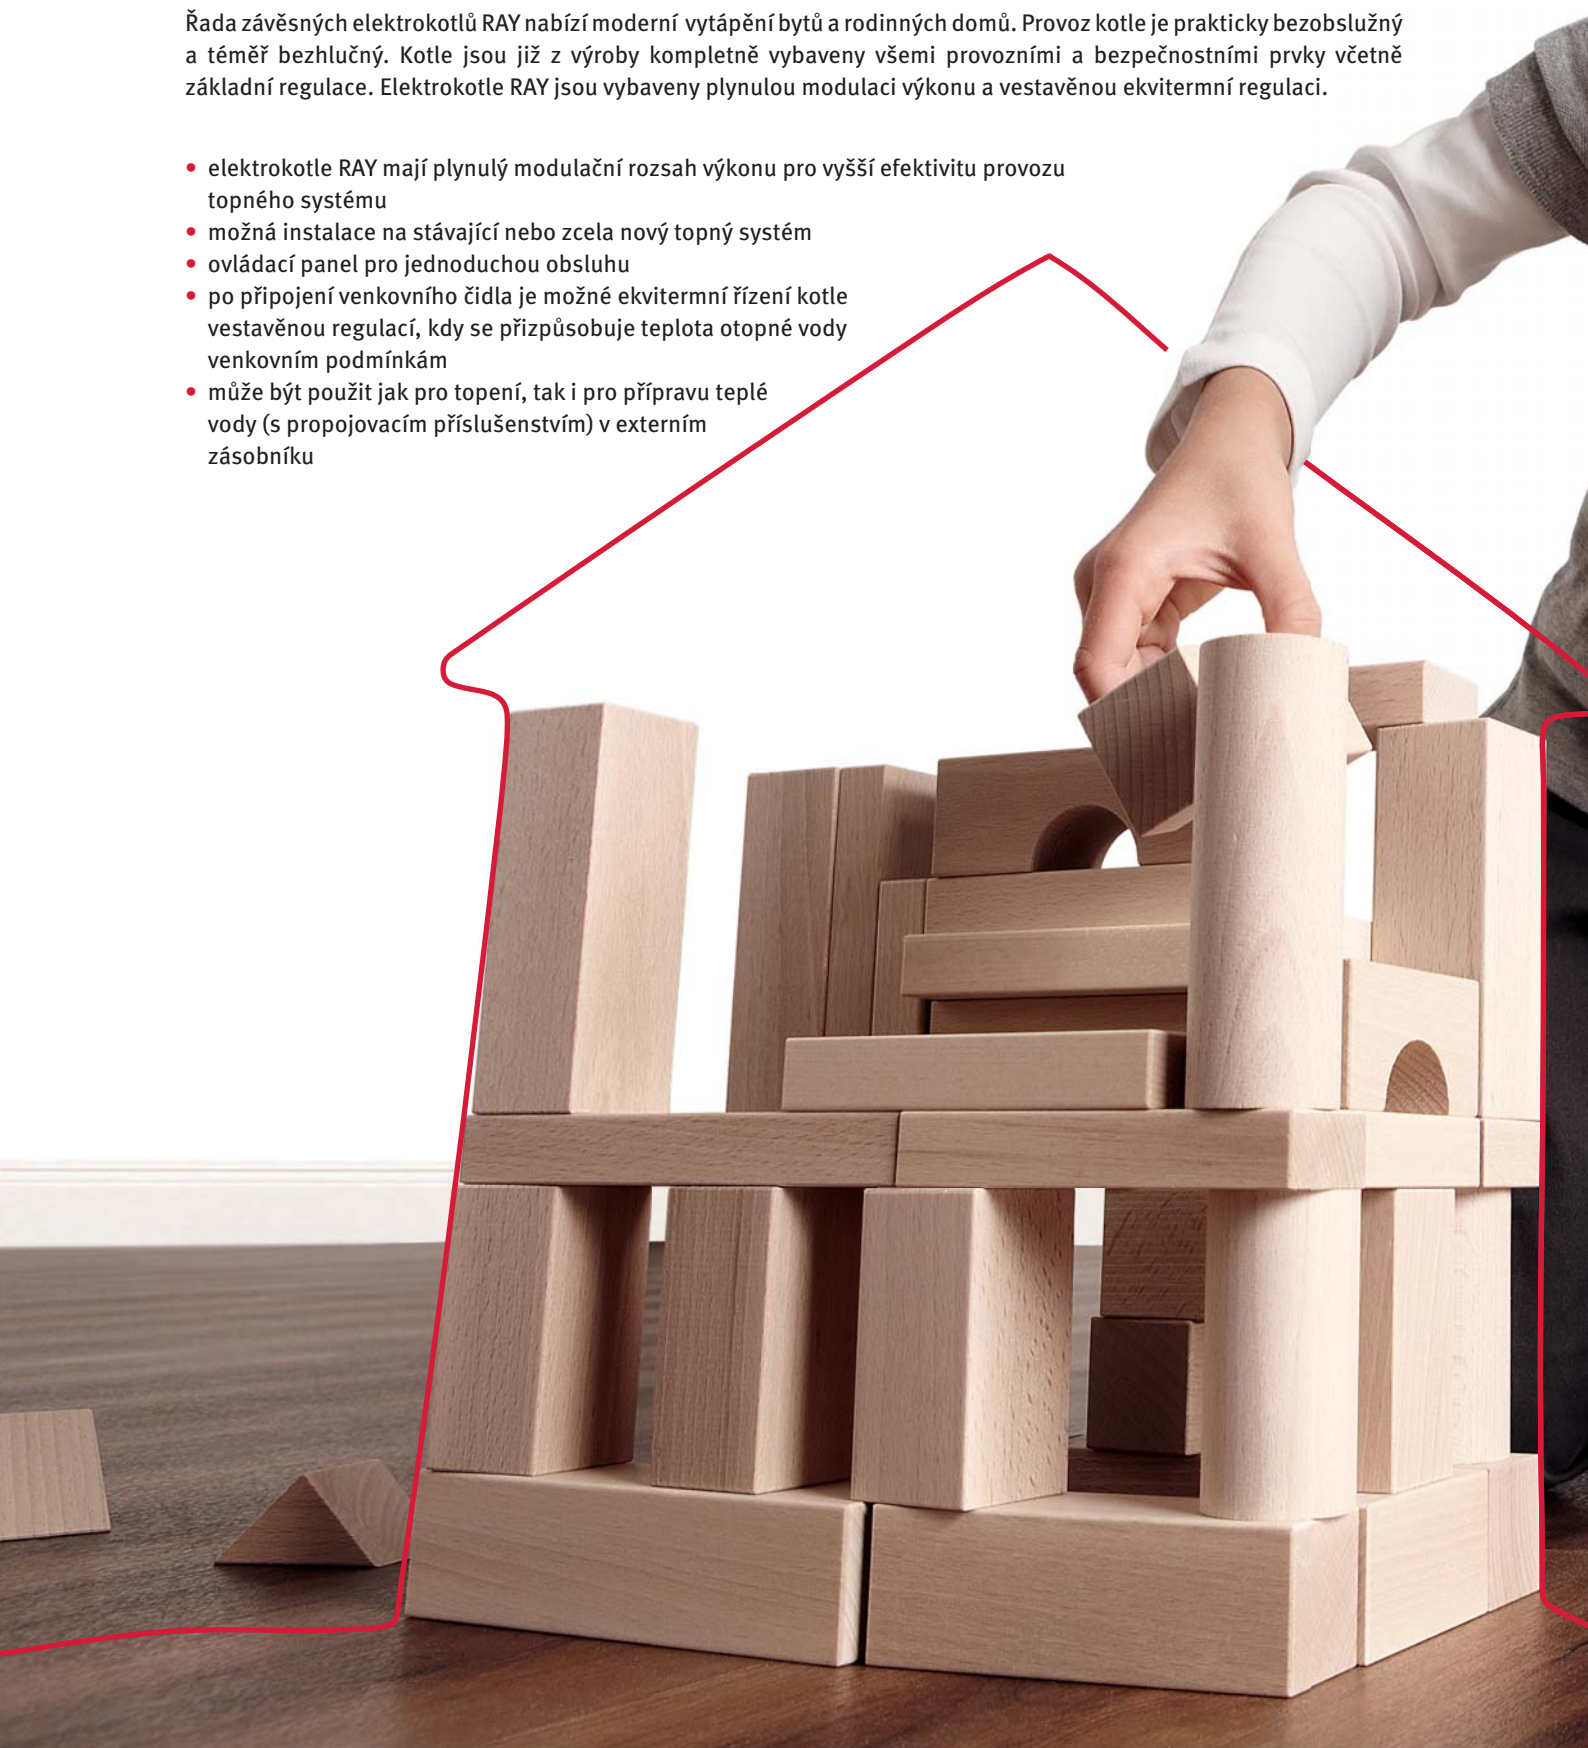 Řada závěsných elektrokotlů RAY nabízí moderní vytápění bytů a rodinných domů. Provoz kotle je prakticky bezobslužný
a téměř bezhlučný. Kotle jsou již z výroby kompletně vybaveny všemi provozními a bezpečnostními prvky včetně
základní regulace. Elektrokotle RAY jsou vybaveny plynulou modulaci výkonu a vestavěnou ekvitermní regulaci.
• elektrokotle RAY mají plynulý modulační rozsah výkonu pro vyšší efektivitu provozu
topného systému
• možná instalace na stávající nebo zcela nový topný systém
• ovládací panel pro jednoduchou obsluhu
• po připojení venkovního čidla je možné ekvitermní řízení kotle
vestavěnou regulací, kdy se přizpůsobuje teplota otopné vody
venkovním podmínkám
• může být použit jak pro topení, tak i pro přípravu teplé
vody (s propojovacím příslušenstvím) v externím
zásobníku